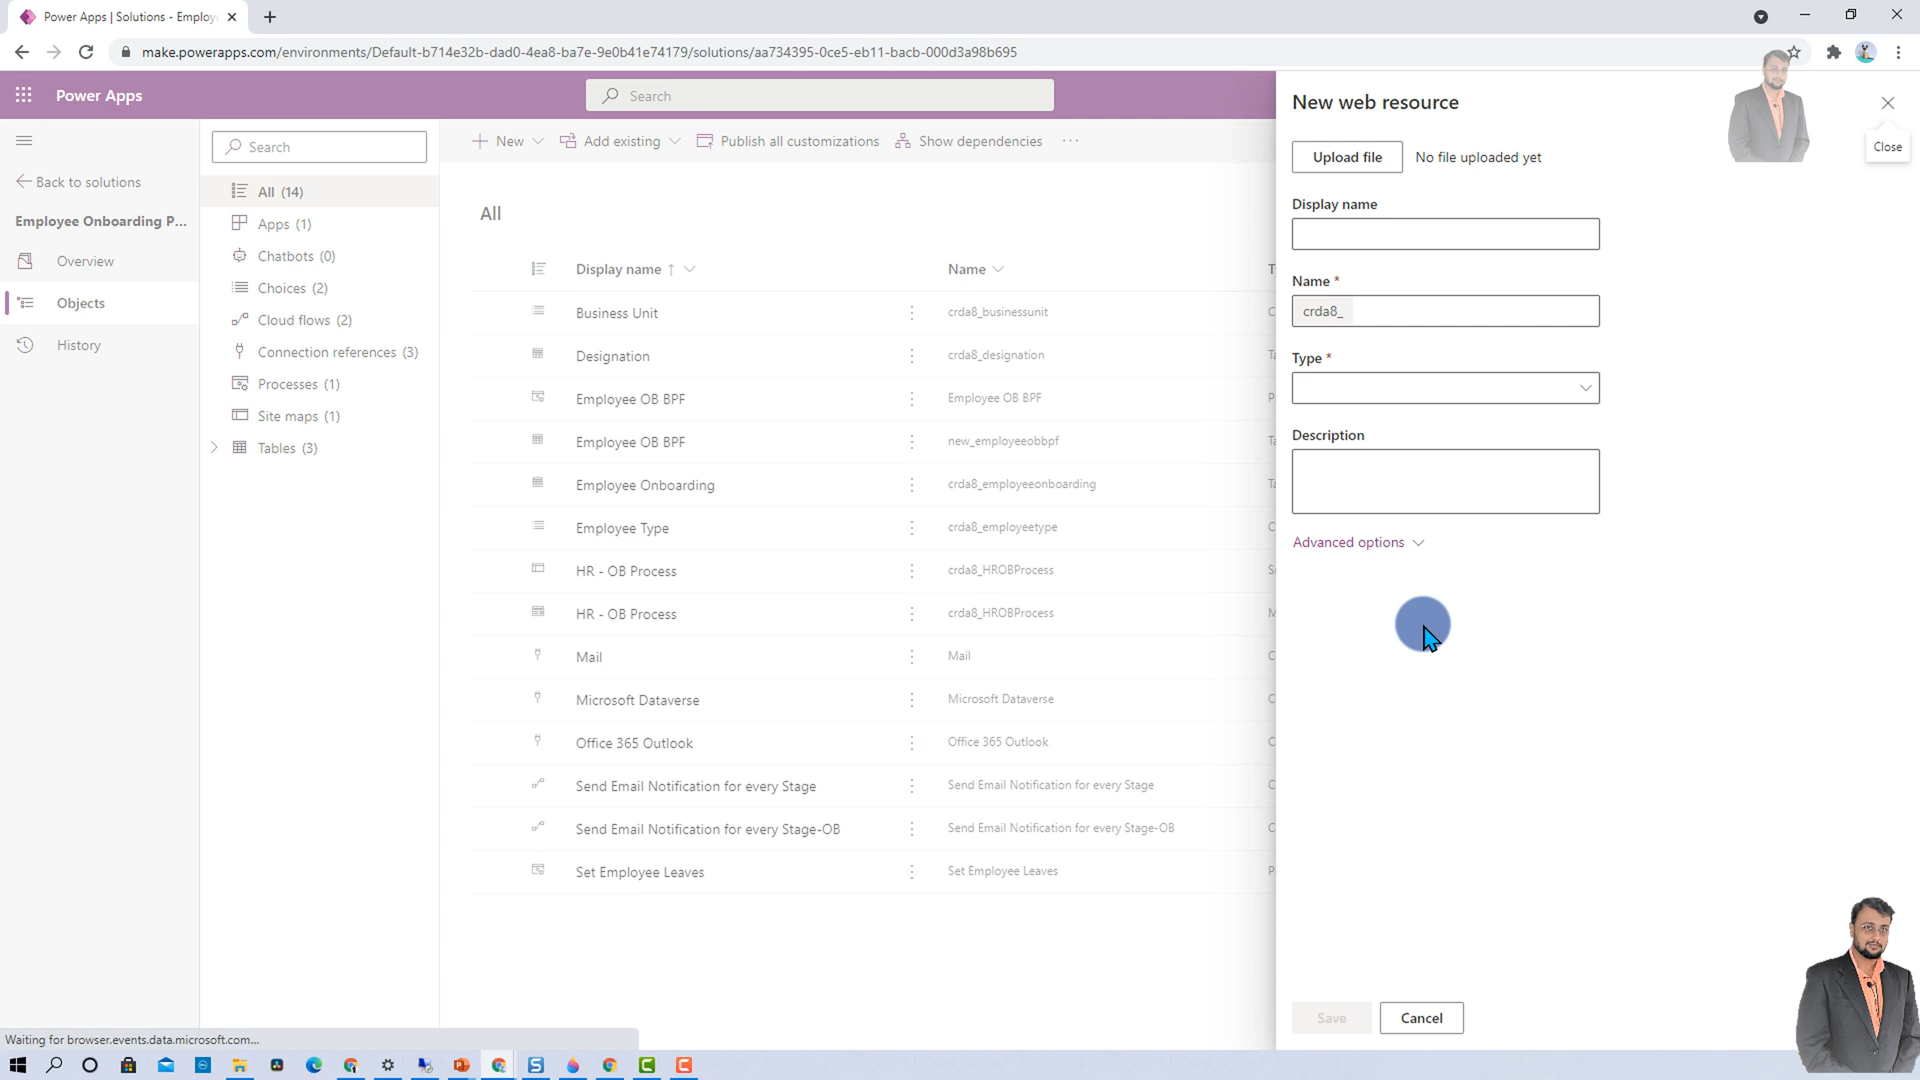 Power Apps | Solutions - Employ
make.powerapps.com/environments/Default-b714e32b-dad0-4ea8-ba7e-9e0b41e74179/solutions/aa734395-0ce5-eb11-bacb-000d3a98b695
Power Apps
Search
Back to solutions
Employee Onboarding P...
Overview
Objects
History
Search
All (14)
Apps (1)
Chatbots (0)
Choices (2)
Cloud flows (2)
Connection references (3)
Processes (1)
Site maps (1)
Tables (3)
New
Add existing
Publish all customizations
Show dependencies
All
Display name ↑
Name
Ty
Business Unit
crda8_businessunit
C
Designation
crda8_designation
Ta
Employee OB BPF
Employee OB BPF
P
Employee OB BPF
new_employeeobbpf
Ta
Employee Onboarding
crda8_employeeonboarding
Ta
Employee Type
crda8_employeetype
C
HR - OB Process
crda8_HROBProcess
Si
HR - OB Process
crda8_HROBProcess
M
Mail
Mail
C
Microsoft Dataverse
Microsoft Dataverse
C
Office 365 Outlook
Office 365 Outlook
C
Send Email Notification for every Stage
Send Email Notification for every Stage
C
Send Email Notification for every Stage-OB
Send Email Notification for every Stage-OB
C
Set Employee Leaves
Set Employee Leaves
P
New web resource
Close
Upload file
No file uploaded yet
Display name
Name *
crda8_
Type *
Description
Advanced options
Save
Cancel
Waiting for browser.events.data.microsoft.com...